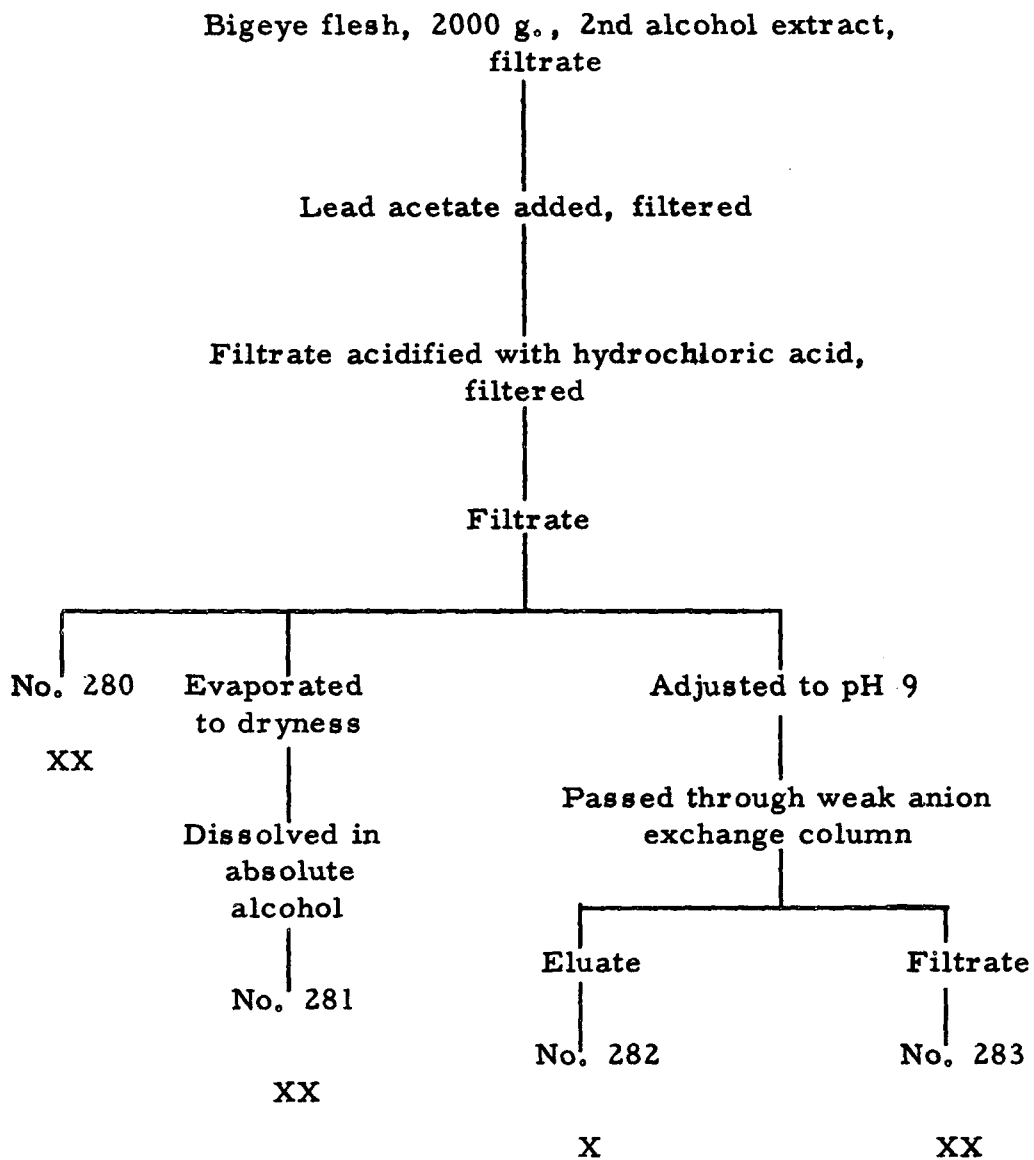 Bigeye flesh, 2000 g., 2nd alcohol extract,
filtrate
Lead acetate added, filtered
Filtrate acidified with hydrochloric acid,
filtered
Filtrate
No. 280
XX
Evaporated
to dryness
Dissolved in
absolute
alcohol
No. 281
XX
Adjusted to pH 9
Passed through weak anion
exchange column
Eluate
No. 282
X
Filtrate
No. 283
XX